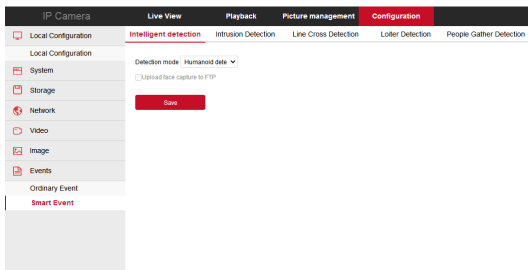 IP Camera
Live View Playback Picture management Configuration
Local Configuration
Local Configuration
System
Storage
Network
Video
Image
Events
Ordinary Event
Smart Event
Intelligent detection Intrusion Detection Line Cross Detection Loiter Detection People Gather Detection
Detection mode Humanoid dete
Upload face capture to FTP
Save